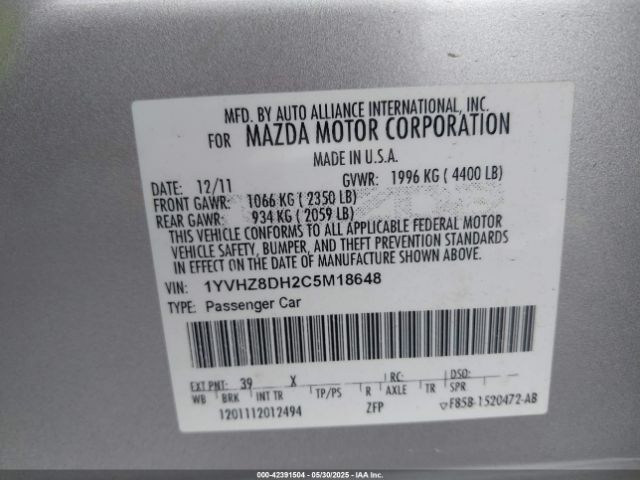 MFD. BY AUTO ALLIANCE INTERNATIONAL, INC.
FOR MAZDA MOTOR CORPORATION
MADE IN U.S.A.
DATE: 12/11 GVWR: 1996 KG ( 4400 LB)
FRONT GAWR: 1066 KG ( 2350 LB)
REAR GAWR: 934 KG ( 2059 LB)
THIS VEHICLE CONFORMS TO ALL APPLICABLE FEDERAL MOTOR
VEHICLE SAFETY, BUMPER, AND THEFT PREVENTION STANDARDS
IN EFFECT ON THE DATE OF MANUFACTURE SHOWN ABOVE.
VIN: 1YVHZ8DH2C5M18648
TYPE: Passenger Car
EXT PNT: 39 X RC: DSO:
WB BRK INT TR TP/PS R AXLE TR SPR
1201112012494 ZFP ▽F85B-1520472-AB
00-42391504 - 05/30/2025 - IAA Inc.